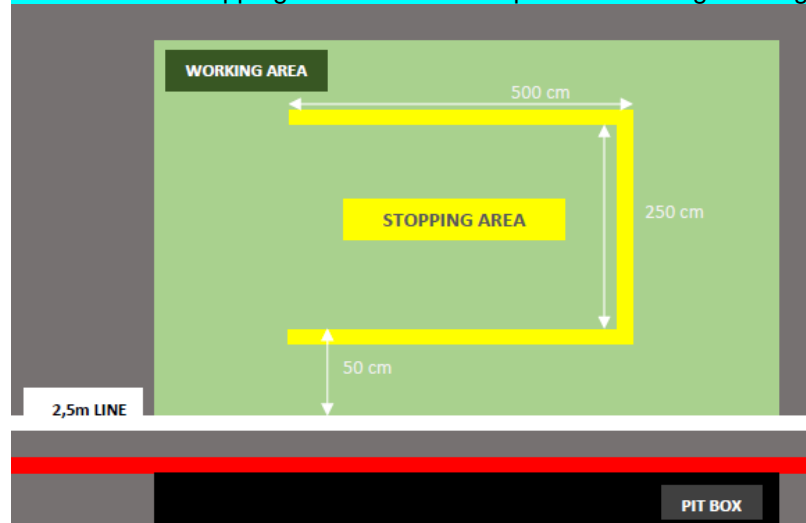 WORKING AREA
500 cm
STOPPING AREA
250 cm
50 cm
2,5m LINE
PIT BOX